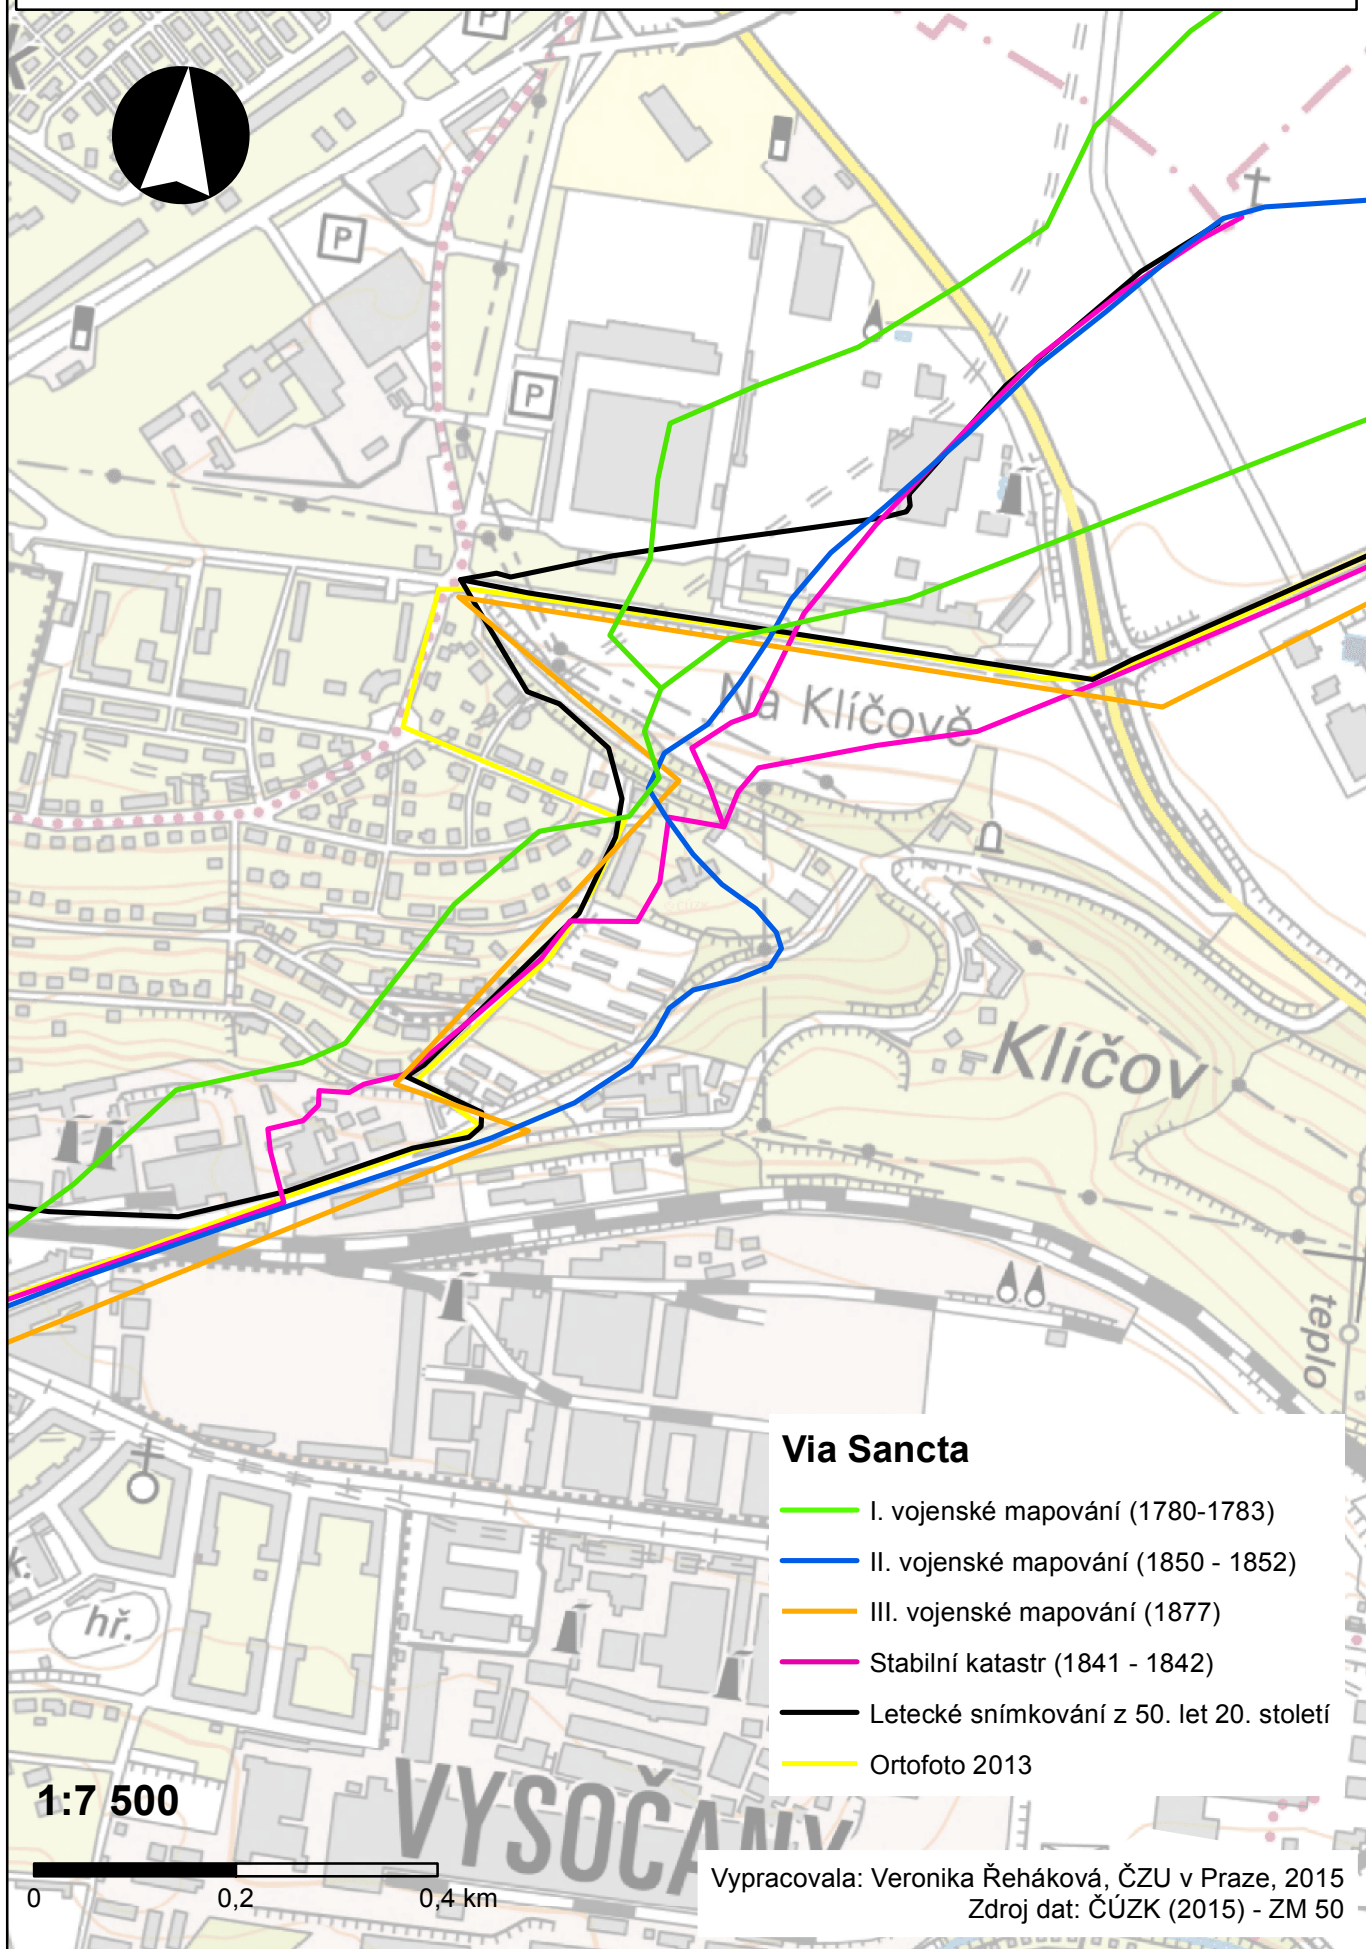 P
P
P
Na Klíčově
Klíčov
teplo
Via Sancta
I. vojenské mapování (1780-1783)
II. vojenské mapování (1850 - 1852)
III. vojenské mapování (1877)
Stabilní katastr (1841 - 1842)
Letecké snímkování z 50. let 20. století
Ortofoto 2013
hř.
1:7 500
VYSOČANY
0 0,2 0,4 km
Vypracovala: Veronika Řeháková, ČZU v Praze, 2015
Zdroj dat: ČÚZK (2015) - ZM 50